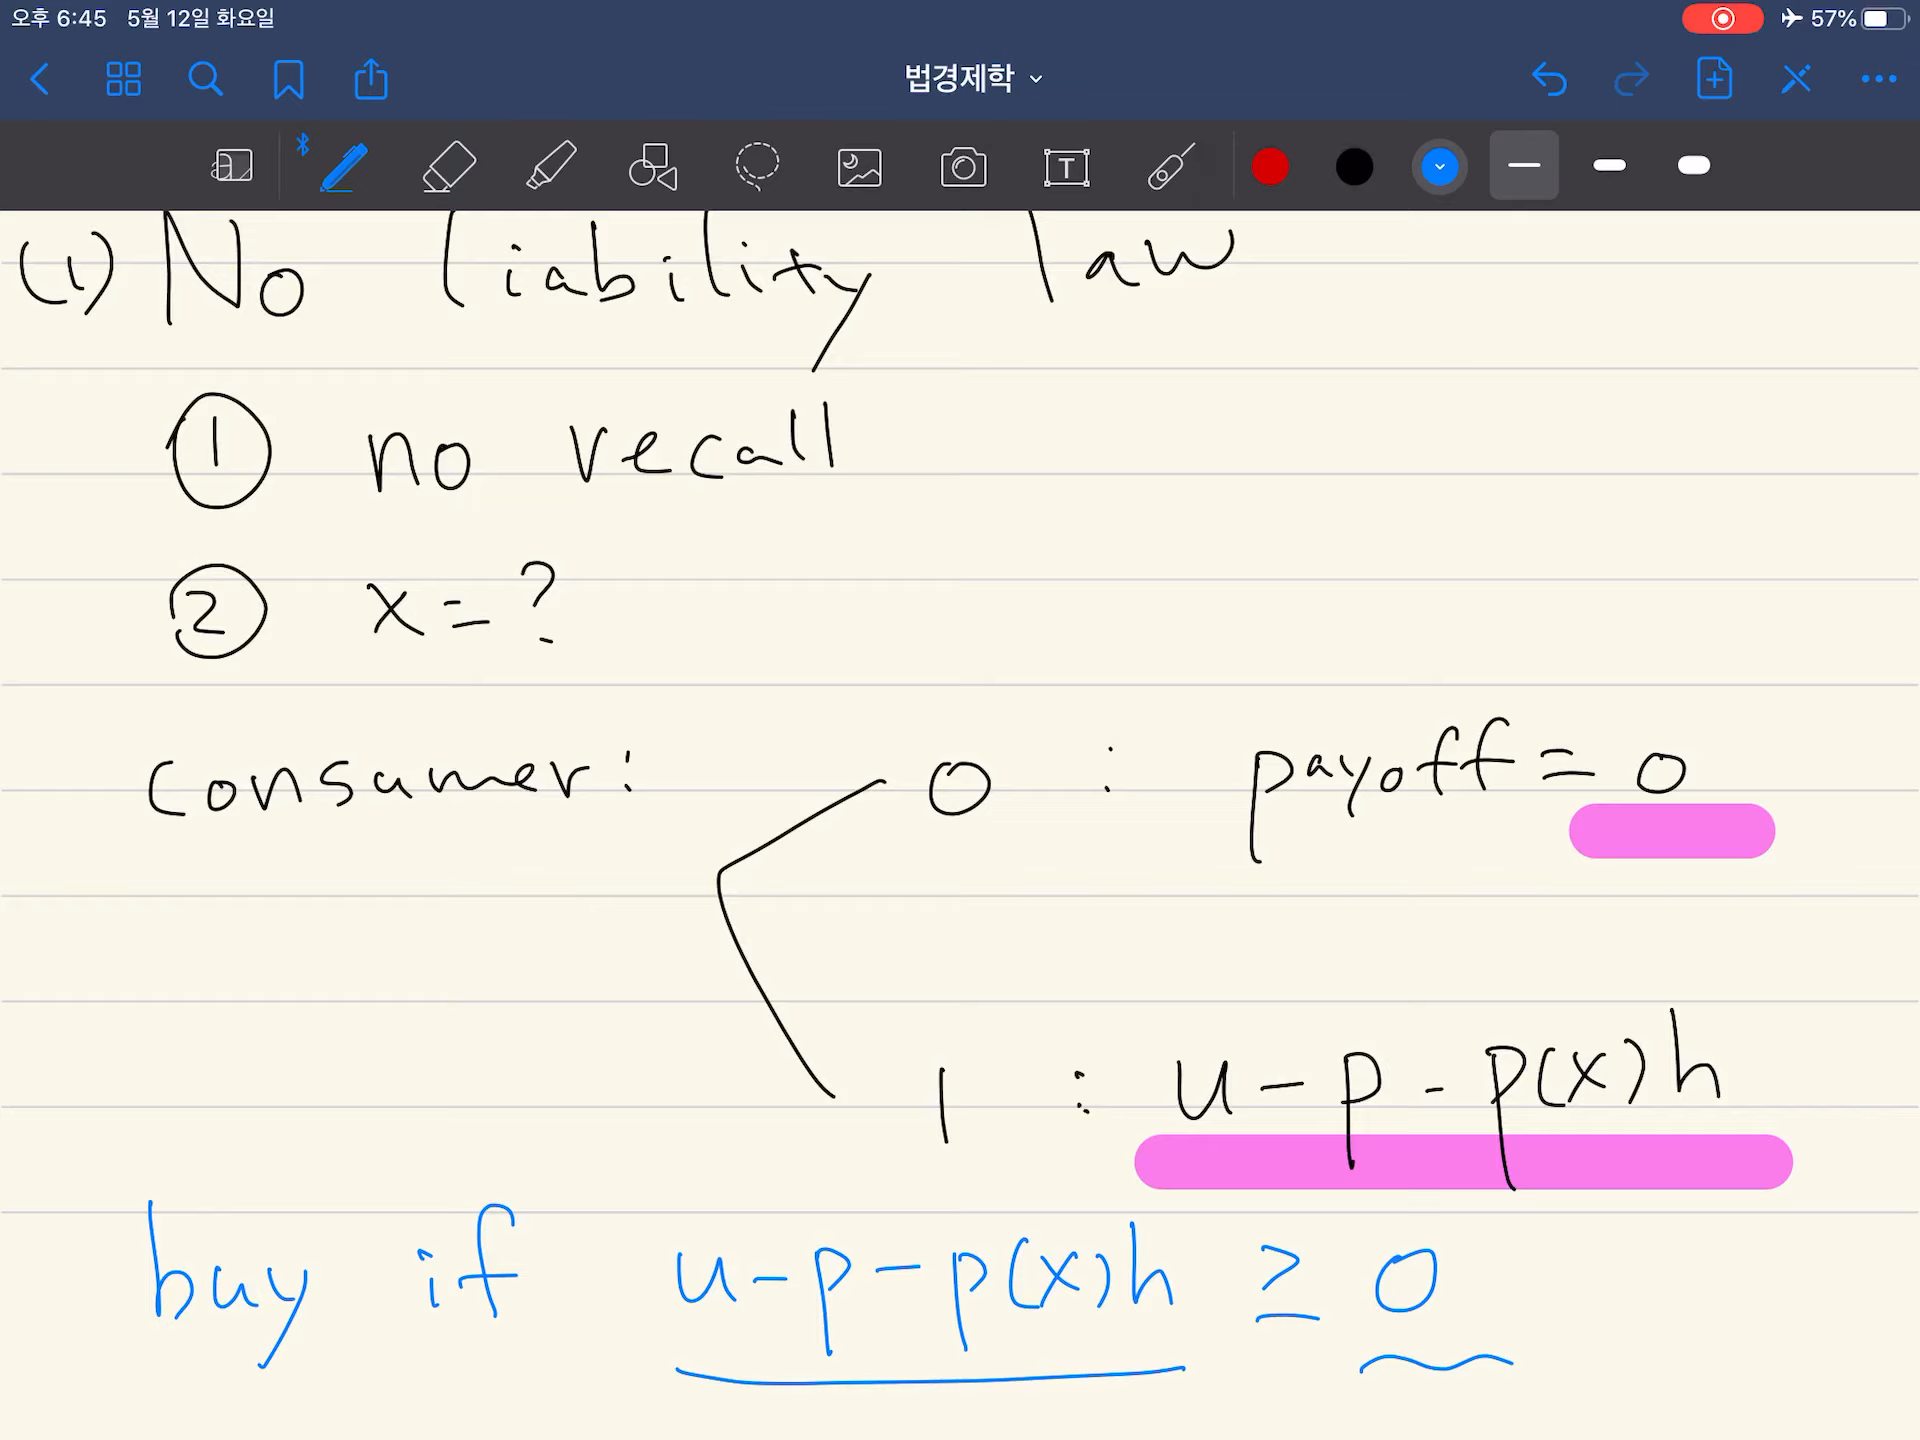 오후 6:45 5월 12일 화요일 57%
법경제학
(1) No liability law
① no recall
② x = ?
consumer: 0 : payoff = 0
1 : u - p - p(x)h
buy if u - p - p(x)h ≥ 0